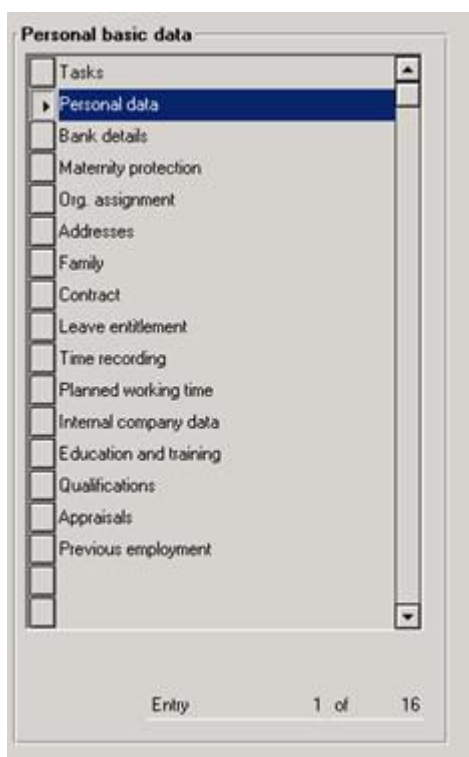 Personal basic data
Tasks
Personal data
Bank details
Maternity protection
Org. assignment
Addresses
Family
Contract
Leave entitlement
Time recording
Planned working time
Internal company data
Education and training
Qualifications
Appraisals
Previous employment
Entry 1 of 16